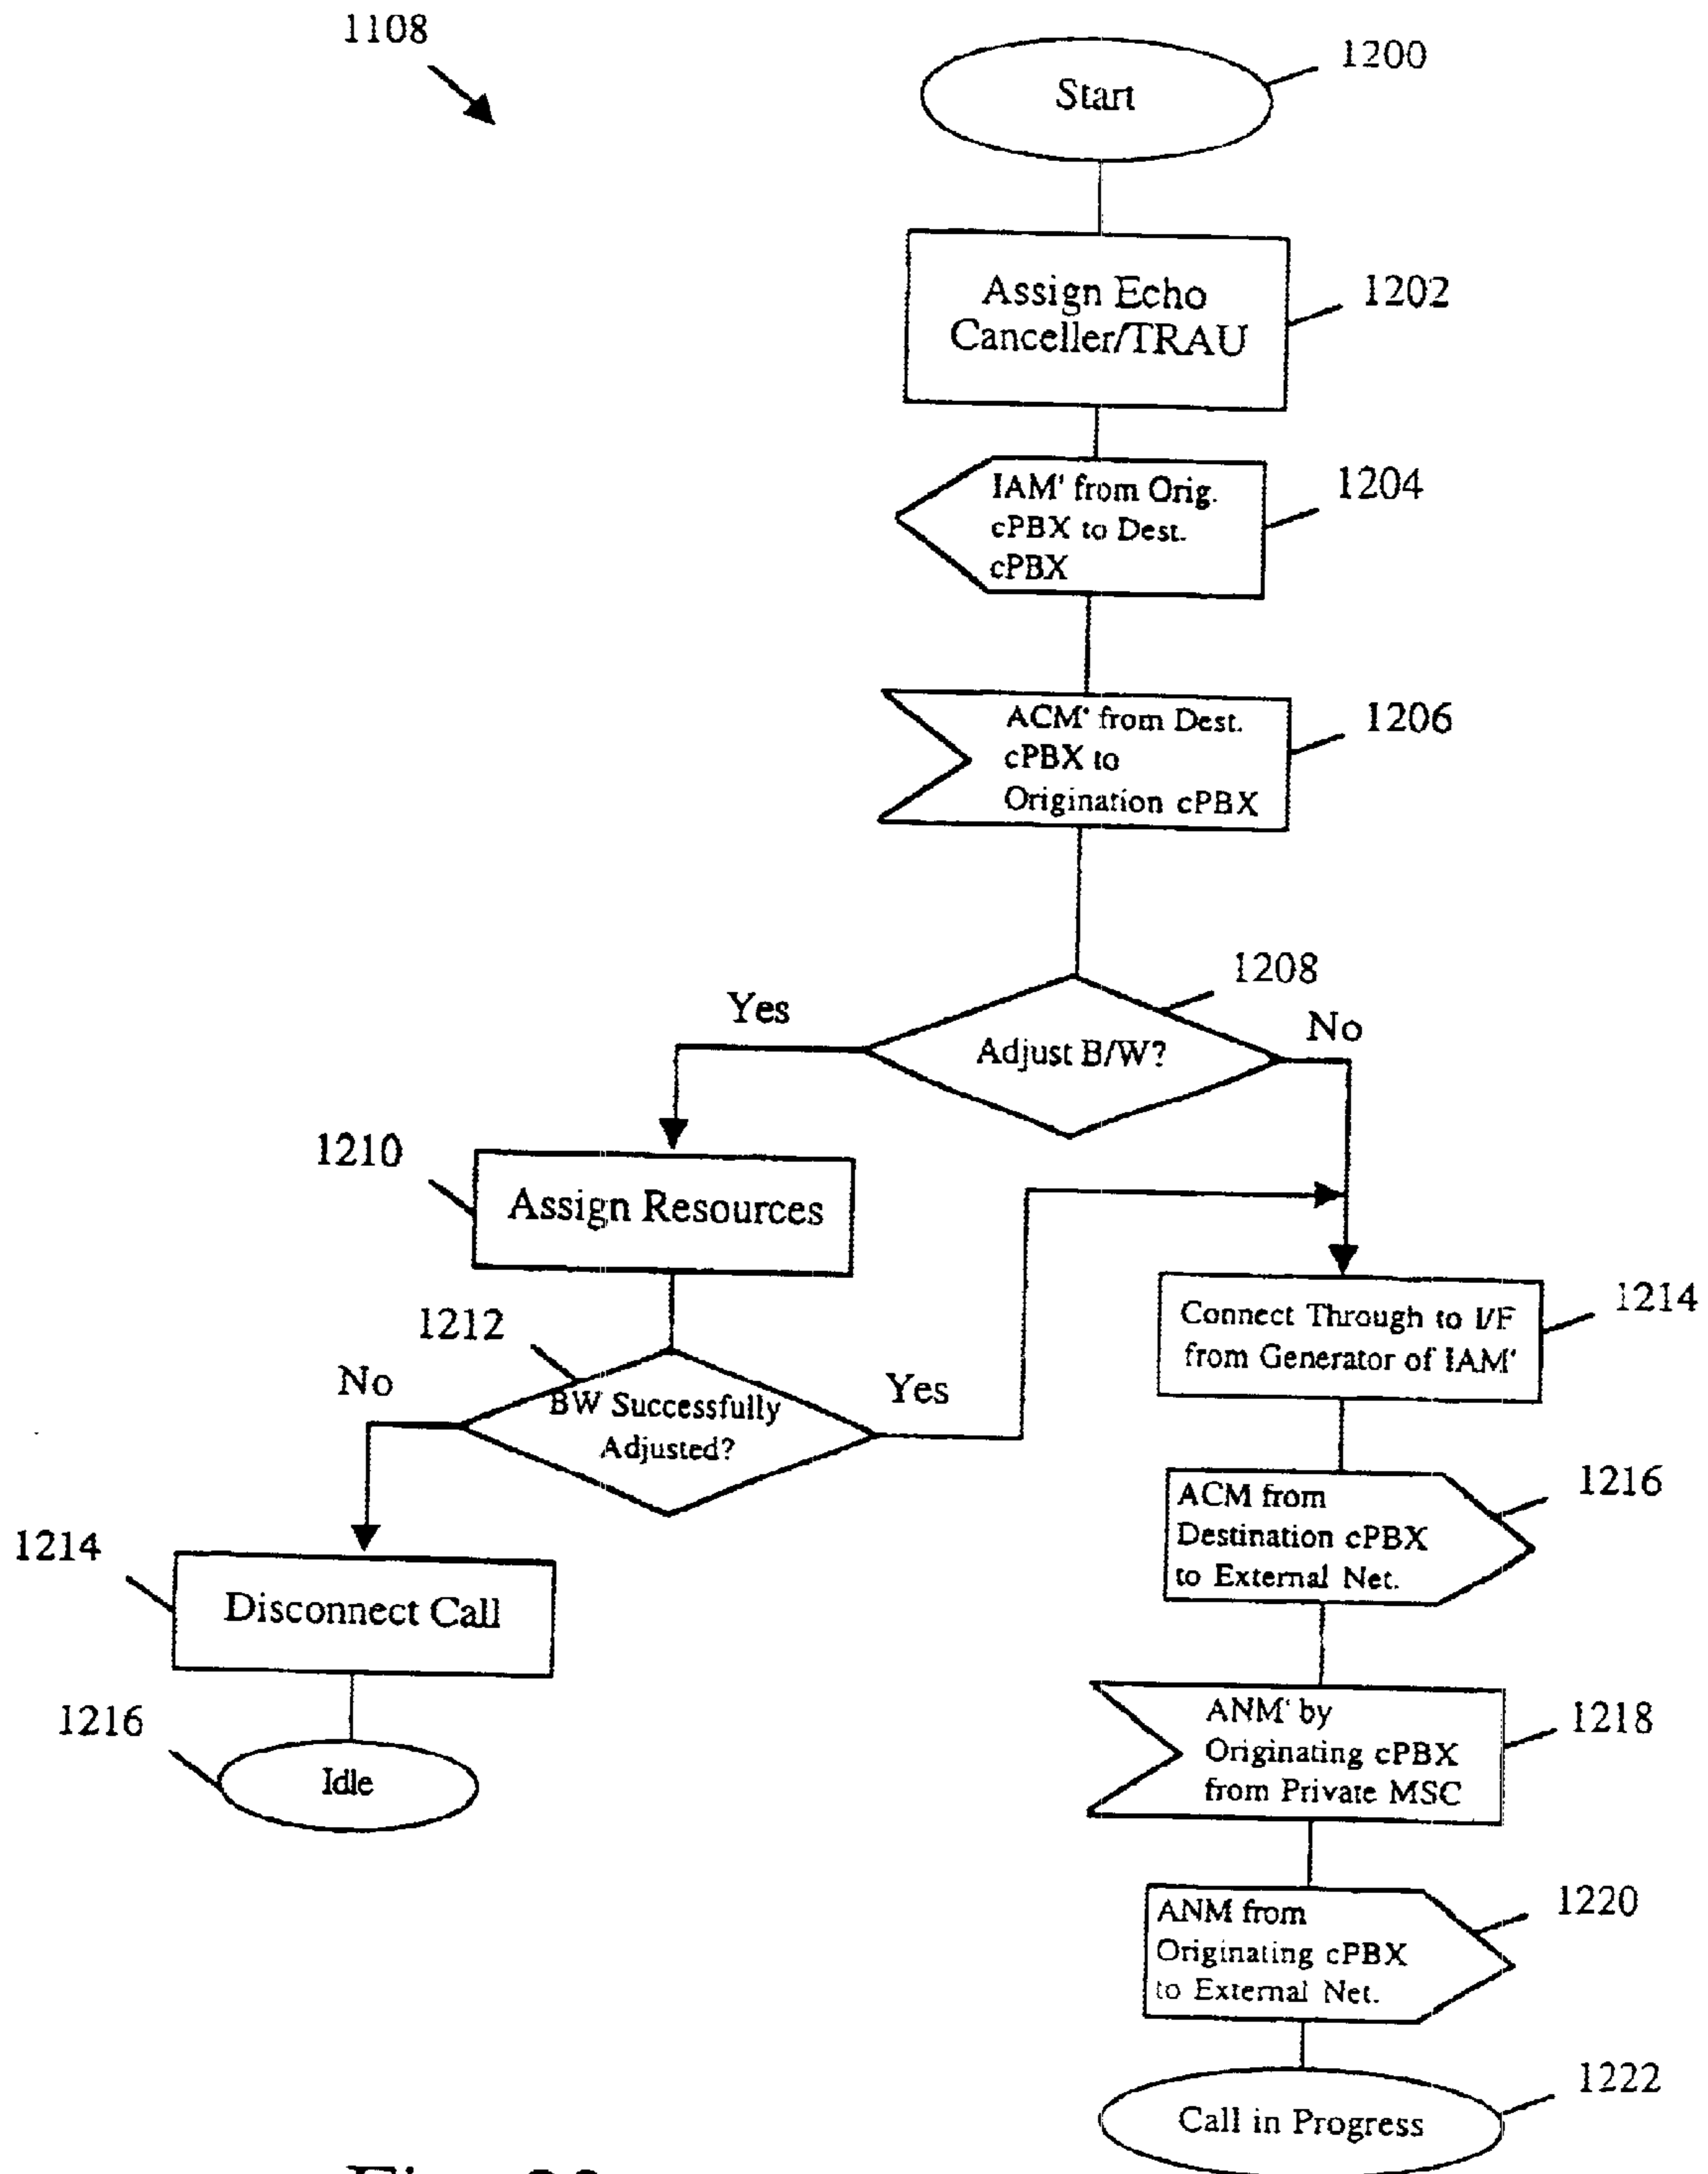 1108
1200
Start
1202
Assign Echo
Canceller/TRAU
1204
IAM' from Orig.
cPBX to Dest.
cPBX
1206
ACM' from Dest.
cPBX to
Origination cPBX
1208
Yes
No
Adjust B/W?
1210
Assign Resources
1212
No
Yes
BW Successfully
Adjusted?
1214
Connect Through to I/F
from Generator of IAM'
1216
ACM from
Destination cPBX
to External Net.
1214
Disconnect Call
1216
Idle
1218
ANM' by
Originating cPBX
from Private MSC
1220
ANM from
Originating cPBX
to External Net.
1222
Call in Progress